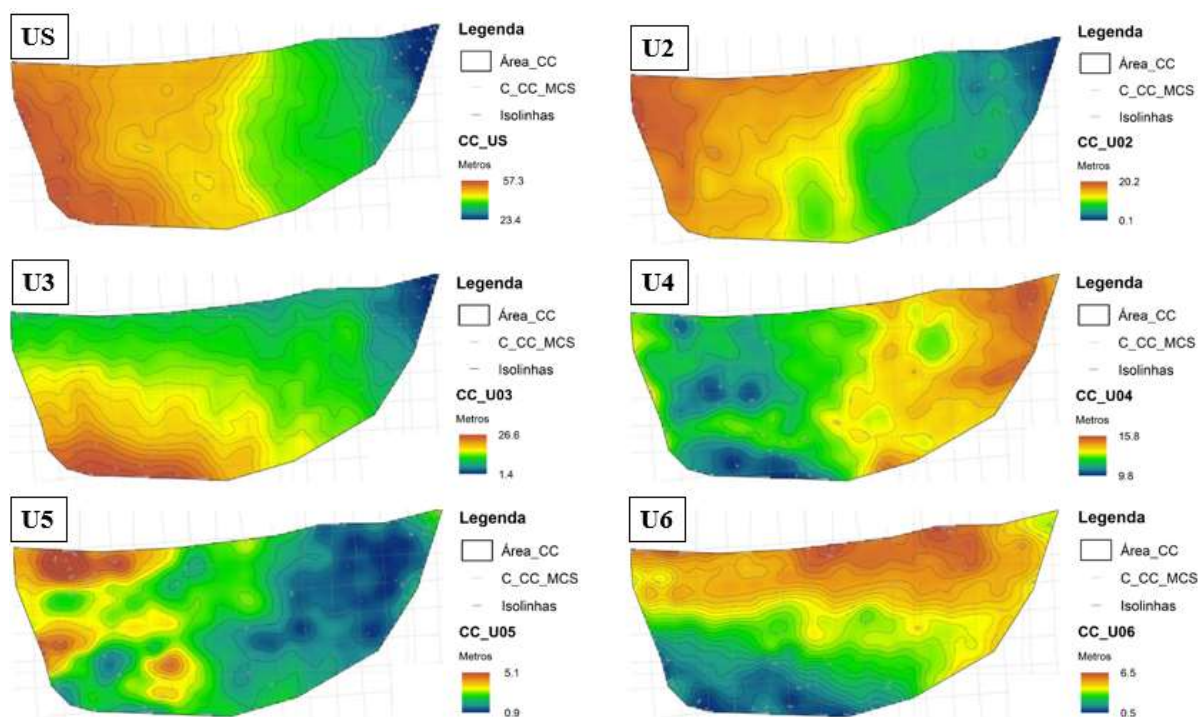 US
Legenda
Área_CC
C_CC_MCS
Isolinhas
CC_US
Metros
57.3
23.4
U2
Legenda
Área_CC
C_CC_MCS
Isolinhas
CC_U02
Metros
20.2
0.1
U3
Legenda
Área_CC
C_CC_MCS
Isolinhas
CC_U03
Metros
26.6
1.4
U4
Legenda
Área_CC
C_CC_MCS
Isolinhas
CC_U04
Metros
15.8
9.8
U5
Legenda
Área_CC
C_CC_MCS
Isolinhas
CC_U05
Metros
5.1
0.9
U6
Legenda
Área_CC
C_CC_MCS
Isolinhas
CC_U06
Metros
6.5
0.5